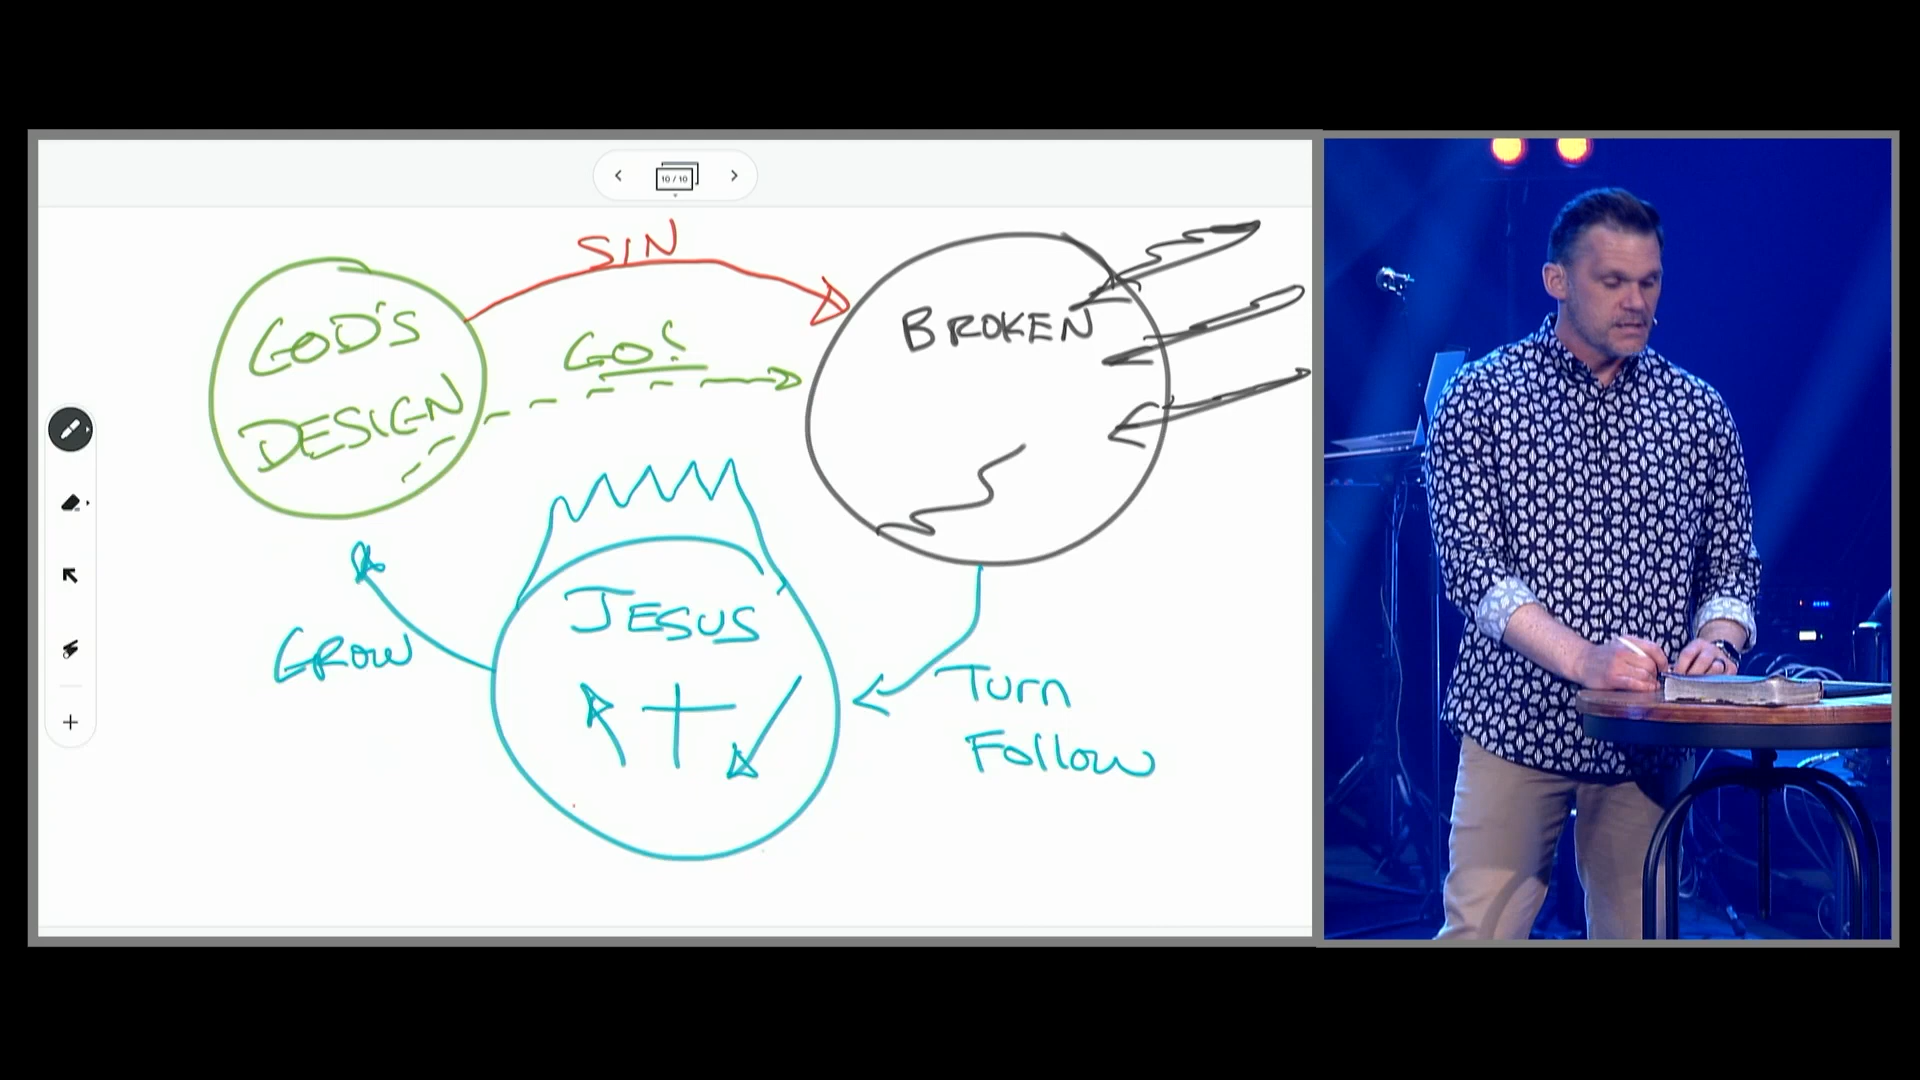 10 / 10
SIN
GOD'S
DESIGN
GO!
BROKEN
JESUS
GROW
Turn
Follow